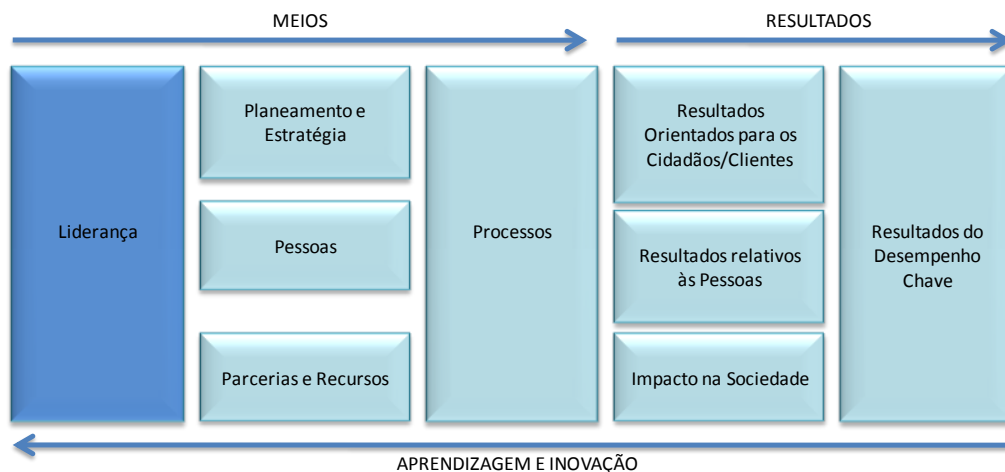 MEIOS
RESULTADOS
Liderança
Planeamento e
Estratégia
Pessoas
Parcerias e Recursos
Processos
Resultados
Orientados para os
Cidadãos/Clientes
Resultados relativos
às Pessoas
Impacto na Sociedade
Resultados do
Desempenho
Chave
APRENDIZAGEM E INOVAÇÃO